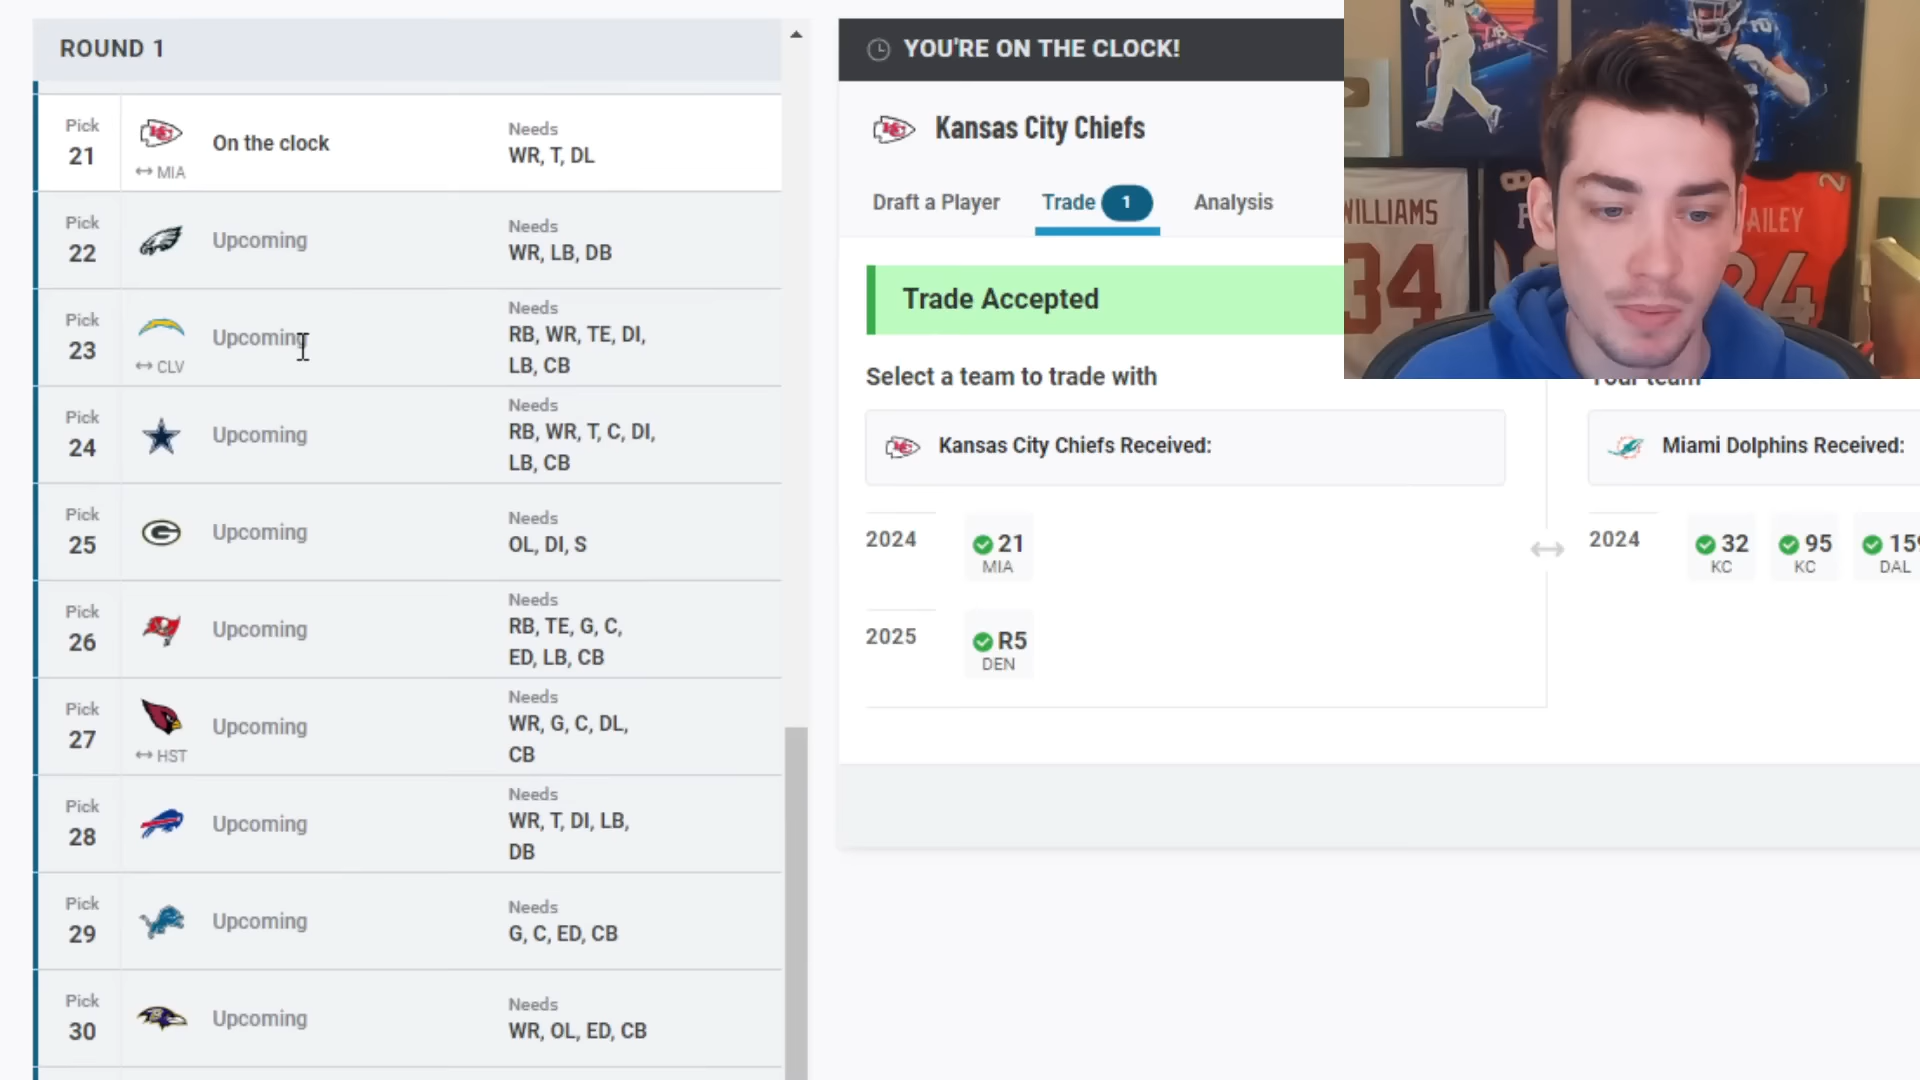 ROUND 1
Pick
21
MIA
On the clock
Needs
WR, T, DL
Pick
22
Upcoming
Needs
WR, LB, DB
Pick
23
CLV
Upcoming
Needs
RB, WR, TE, DI,
LB, CB
Pick
24
Upcoming
Needs
RB, WR, T, C, DI,
LB, CB
Pick
25
Upcoming
Needs
OL, DI, S
Pick
26
Upcoming
Needs
RB, TE, G, C,
ED, LB, CB
Pick
27
HST
Upcoming
Needs
WR, G, C, DL,
CB
Pick
28
Upcoming
Needs
WR, T, DI, LB,
DB
Pick
29
Upcoming
Needs
G, C, ED, CB
Pick
30
Upcoming
Needs
WR, OL, ED, CB
YOU'RE ON THE CLOCK!
Kansas City Chiefs
Draft a Player Trade 1 Analysis
Trade Accepted
Select a team to trade with
Kansas City Chiefs Received:
2024
21
MIA
2025
R5
DEN
Your team
Miami Dolphins Received:
2024
32
KC
95
KC
159
DAL
WILLIAMS
34
AILEY
24
2